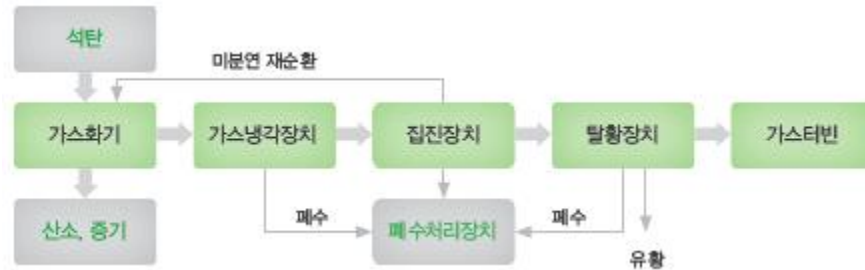 석탄
미분연 재순환
가스화기
가스냉각장치
집진장치
탈황장치
가스터빈
산소, 증기
폐수
폐수처리장치
폐수
유황